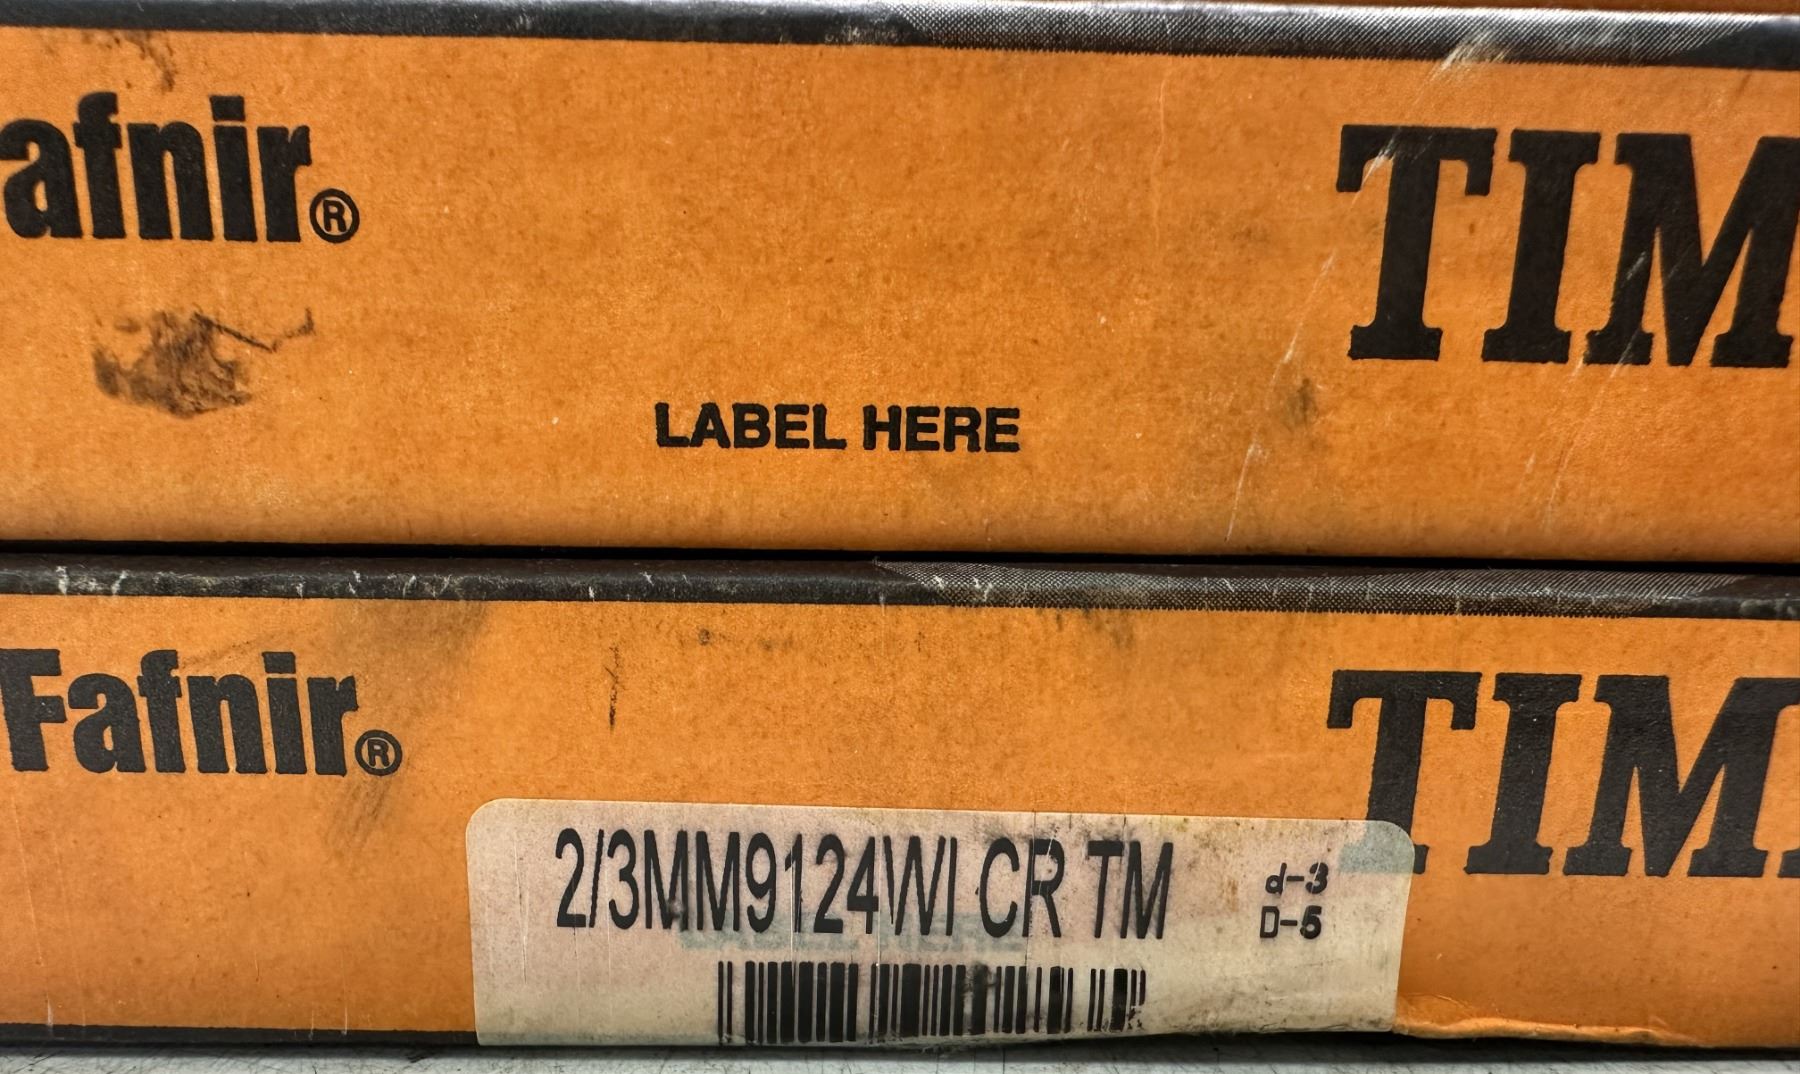 afnir®
TIM
LABEL HERE
Fafnir®
TIM
2/3MM9124WI CR TM
d-3
D-5